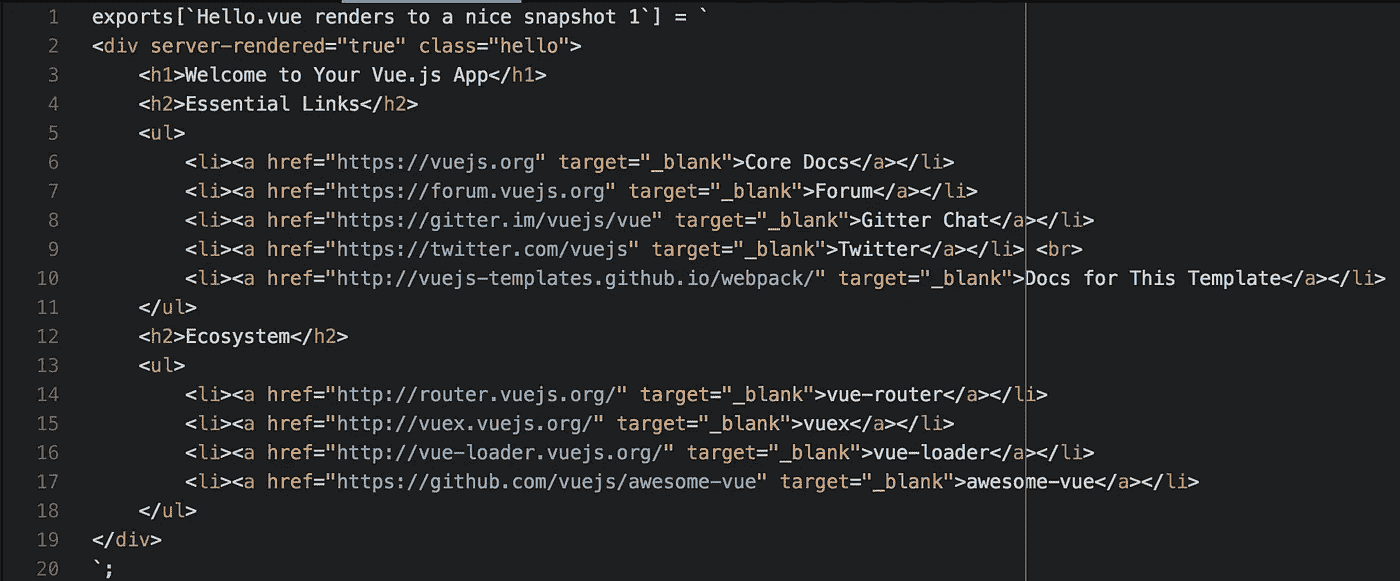 1 exports[`Hello.vue renders to a nice snapshot 1`] = `
2 <div server-rendered="true" class="hello">
3     <h1>Welcome to Your Vue.js App</h1>
4     <h2>Essential Links</h2>
5     <ul>
6         <li><a href="https://vuejs.org" target="_blank">Core Docs</a></li>
7         <li><a href="https://forum.vuejs.org" target="_blank">Forum</a></li>
8         <li><a href="https://gitter.im/vuejs/vue" target="_blank">Gitter Chat</a></li>
9         <li><a href="https://twitter.com/vuejs" target="_blank">Twitter</a></li> <br>
10         <li><a href="http://vuejs-templates.github.io/webpack/" target="_blank">Docs for This Template</a></li>
11     </ul>
12     <h2>Ecosystem</h2>
13     <ul>
14         <li><a href="http://router.vuejs.org/" target="_blank">vue-router</a></li>
15         <li><a href="http://vuex.vuejs.org/" target="_blank">vuex</a></li>
16         <li><a href="http://vue-loader.vuejs.org/" target="_blank">vue-loader</a></li>
17         <li><a href="https://github.com/vuejs/awesome-vue" target="_blank">awesome-vue</a></li>
18     </ul>
19 </div>
20 `;